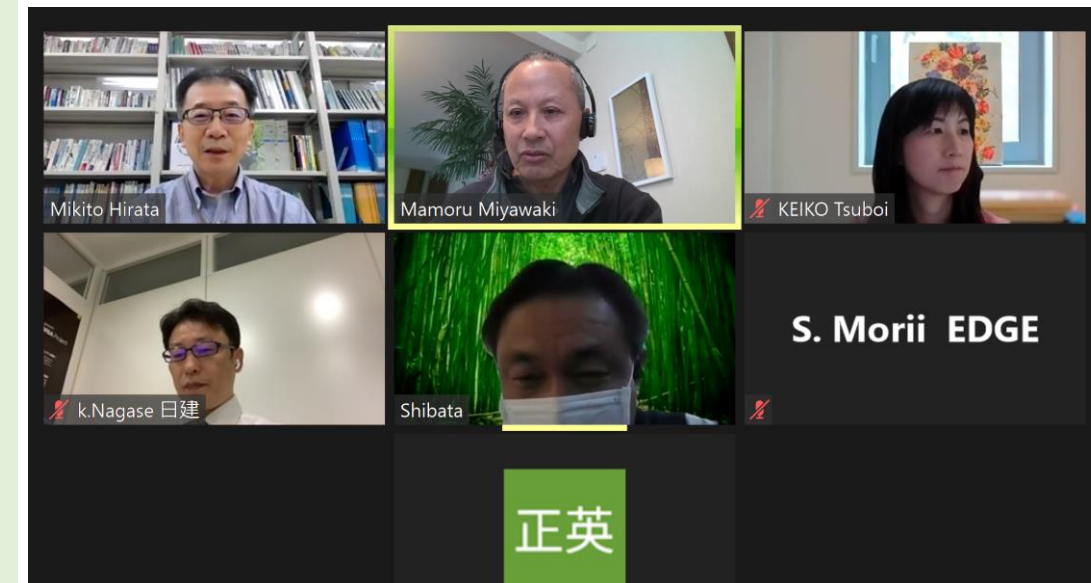 Mikito Hirata
Mamoru Miyawaki
KEIKO Tsuboi
k.Nagase 日建
Shibata
S. Morii EDGE
正英